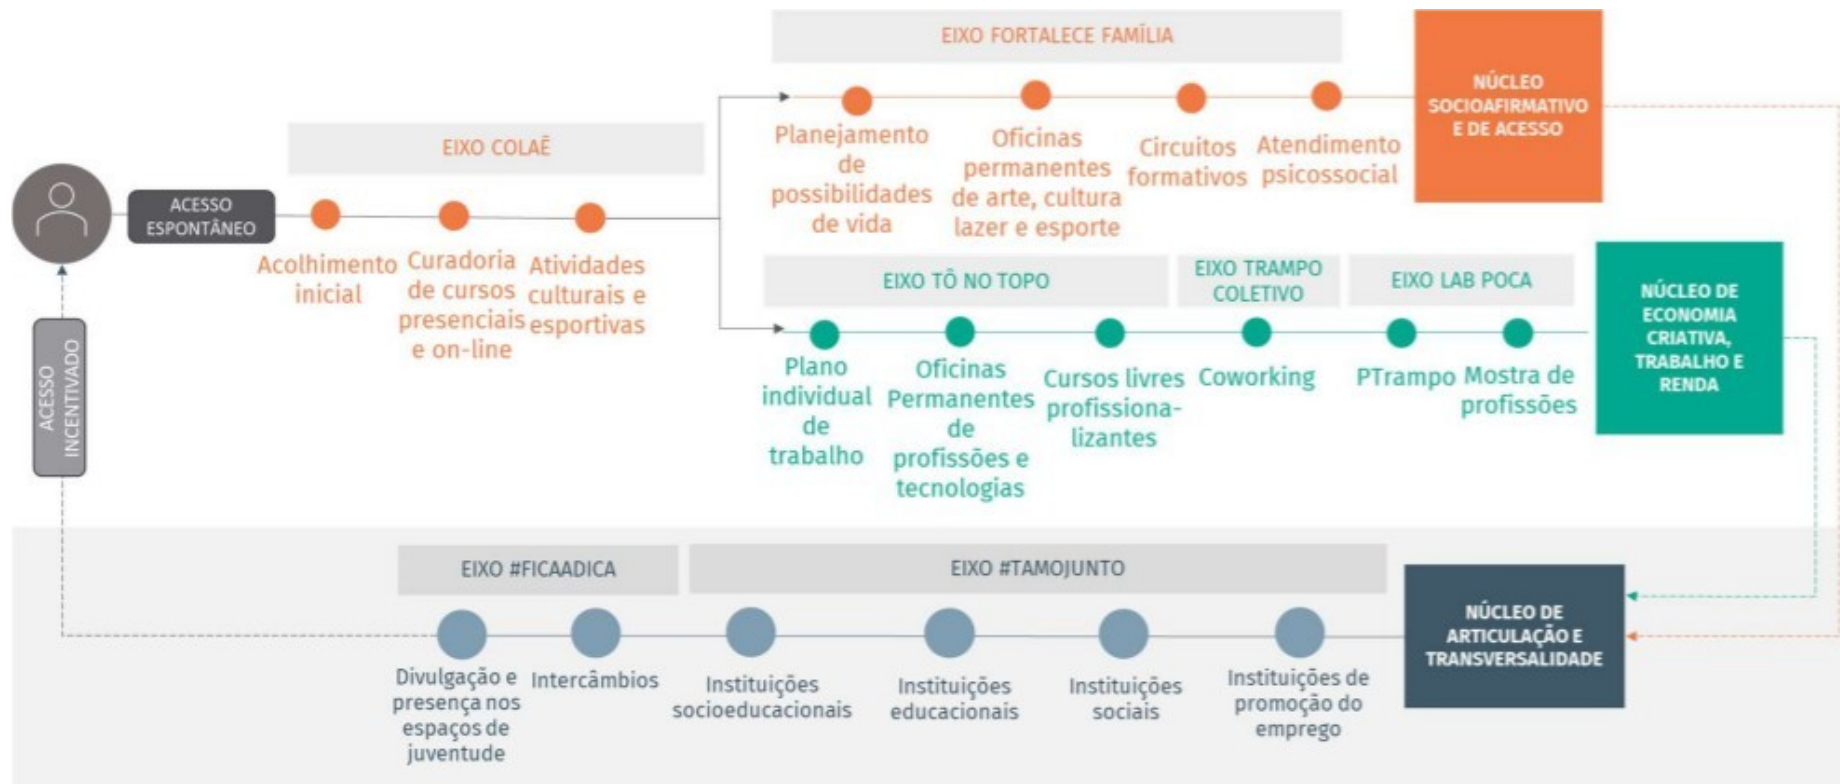 EIXO FORTALECE FAMÍLIA
NÚCLEO
SOCIOAFIRMATIVO
E DE ACESSO
Planejamento
de
possibilidades
de vida
Oficinas
permanentes
de arte, cultura
lazer e esporte
Circuitos
formativos
Atendimento
psicossocial
EIXO COLAÊ
ACESSO
ESPONTÂNEO
Acolhimento
inicial
Curadoria
de cursos
presenciais
e on-line
Atividades
culturais e
esportivas
EIXO TÔ NO TOPO
EIXO TRAMPO
COLETIVO
EIXO LAB POCA
NÚCLEO DE
ECONOMIA
CRIATIVA,
TRABALHO E
RENDA
Plano
individual
de
trabalho
Oficinas
Permanentes
de
profissões e
tecnologias
Cursos livres
profissiona-
lizantes
Coworking
PTrampo
Mostra de
profissões
ACESSO
INCENTIVADO
EIXO #FICAADICA
EIXO #TAMOJUNTO
NÚCLEO DE
ARTICULAÇÃO E
TRANSVERSALIDADE
Divulgação e
presença nos
espaços de
juventude
Intercâmbios
Instituições
socioeducacionais
Instituições
educacionais
Instituições
sociais
Instituições de
promoção do
emprego